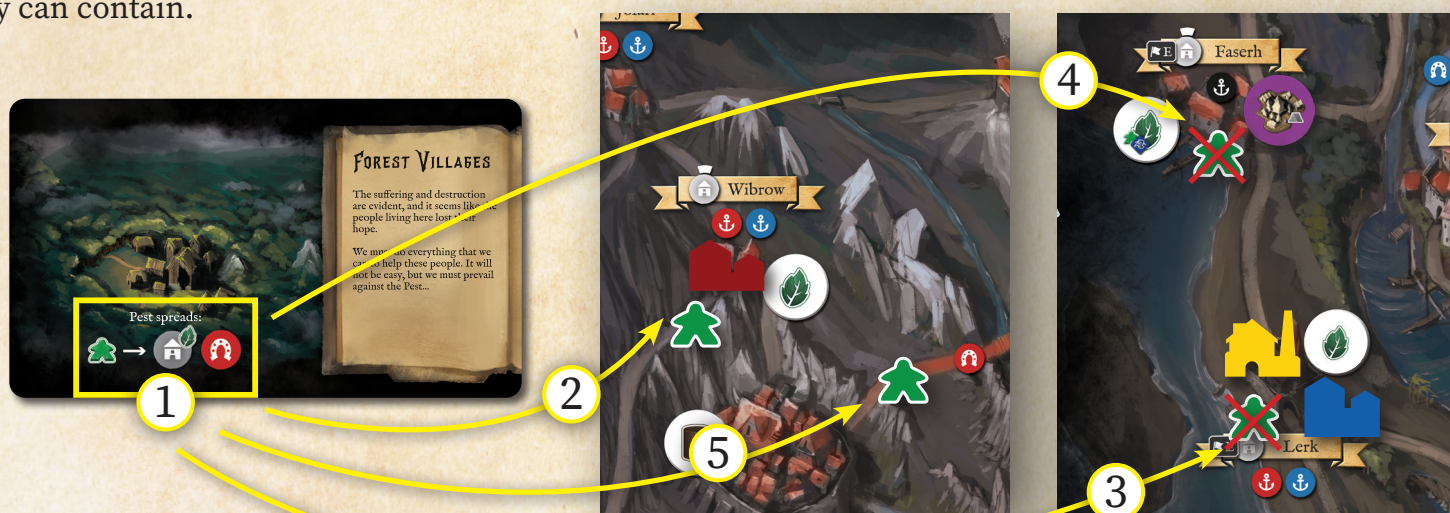 y can contain.
Forest Villages
The suffering and destruction
are evident, and it seems like the
people living here lost their
hope.
We must do everything that we
can to help these people. It will
not be easy, but we must prevail
against the Pest...
Pest spreads:
1
2
5
Wibrow
4
E
Faserh
Lerk
3